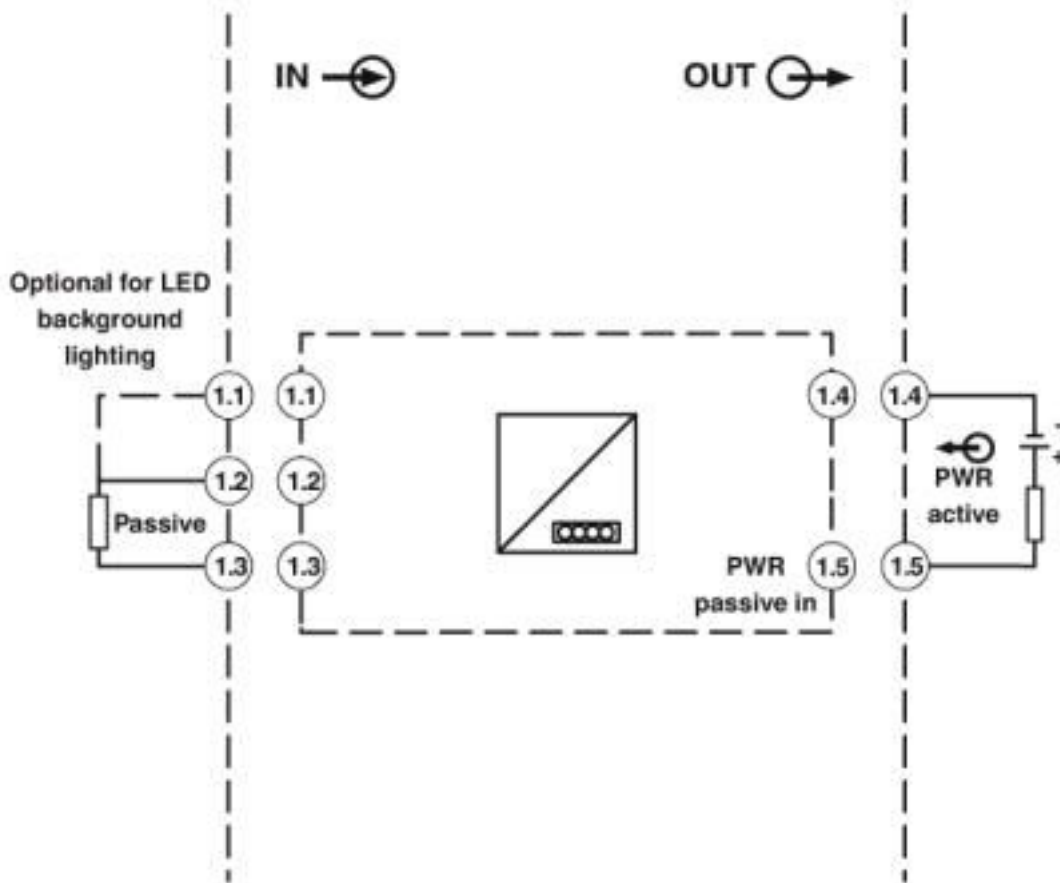 IN
OUT
Optional for LED
background
lighting
1.1
1.1
1.4
1.4
1.2
1.2
PWR
active
Passive
1.3
1.3
PWR
passive in
1.5
1.5
-
+